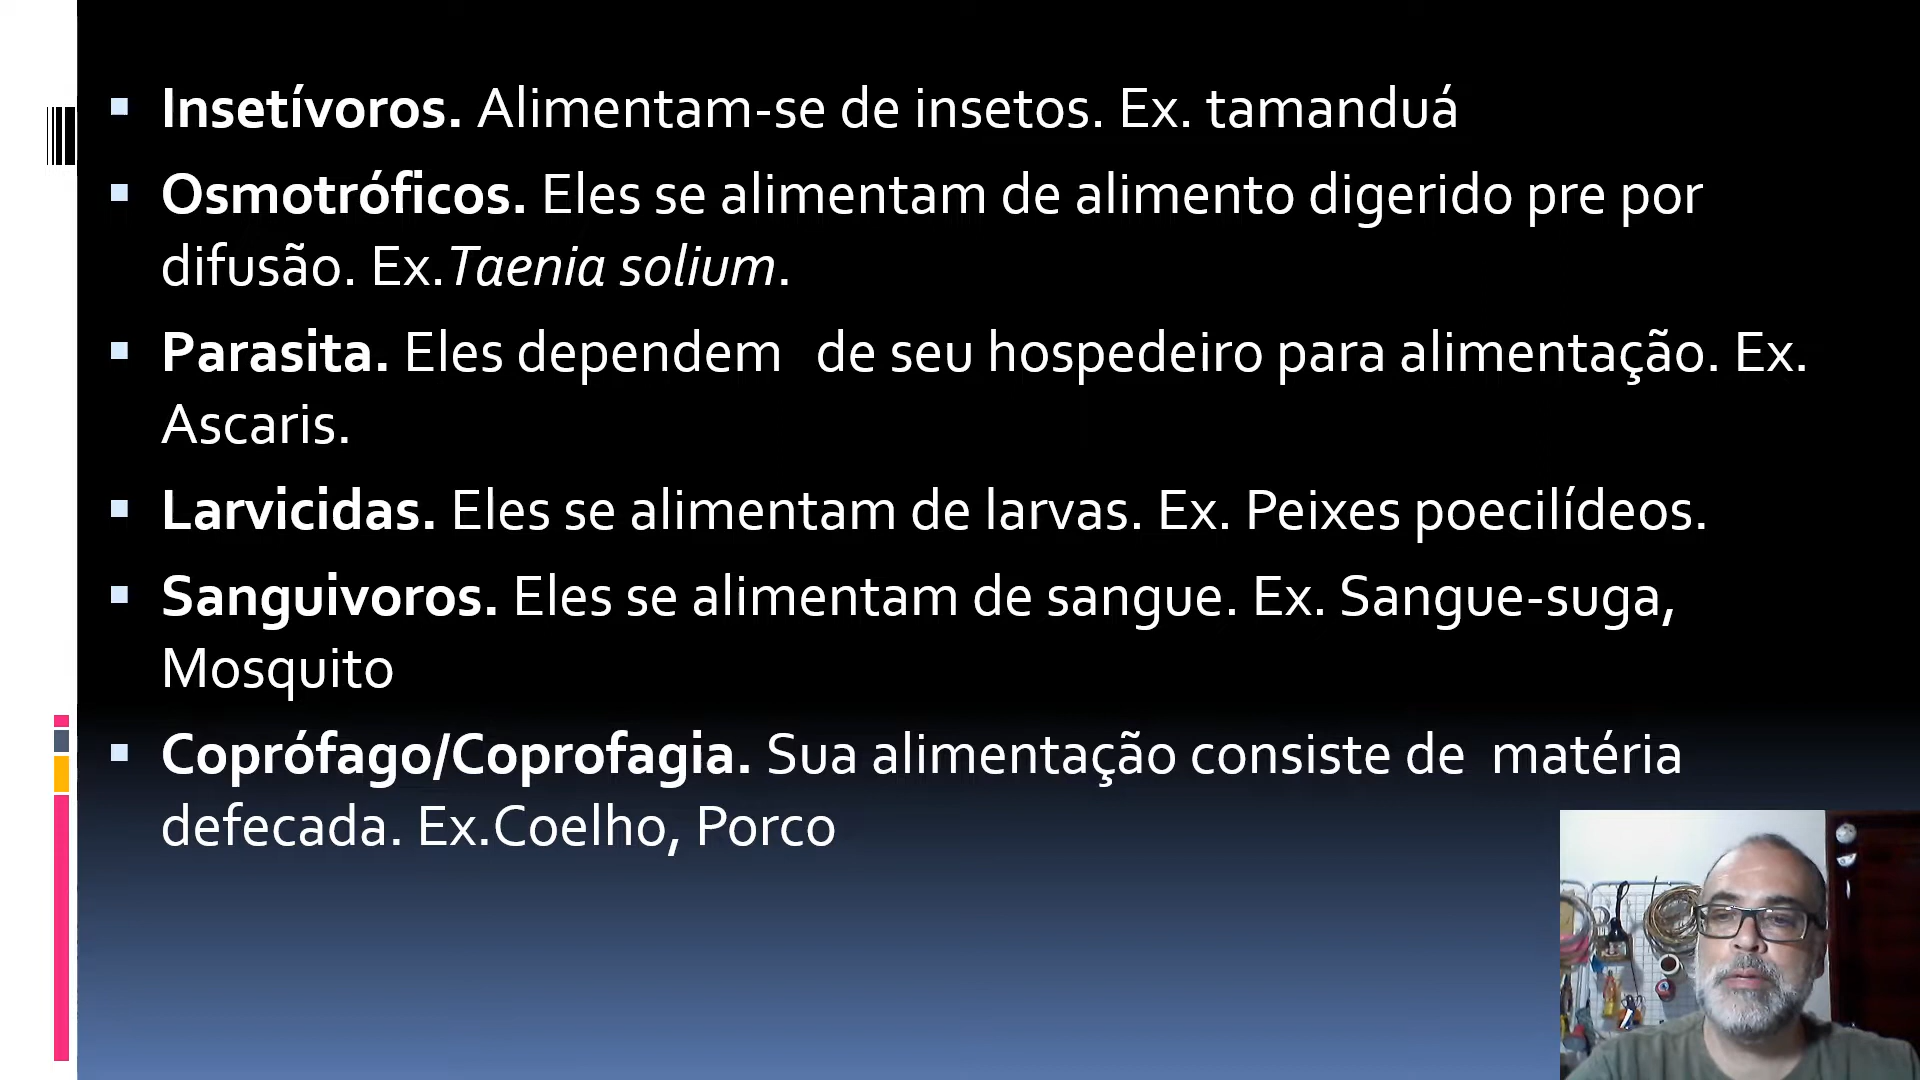 Insetívoros. Alimentam-se de insetos. Ex. tamanduá
Osmotróficos. Eles se alimentam de alimento digerido pre por
difusão. Ex.Taenia solium.
Parasita. Eles dependem   de seu hospedeiro para alimentação. Ex.
Ascaris.
Larvicidas. Eles se alimentam de larvas. Ex. Peixes poecilídeos.
Sanguivoros. Eles se alimentam de sangue. Ex. Sangue-suga,
Mosquito
Coprófago/Coprofagia. Sua alimentação consiste de  matéria
defecada. Ex.Coelho, Porco